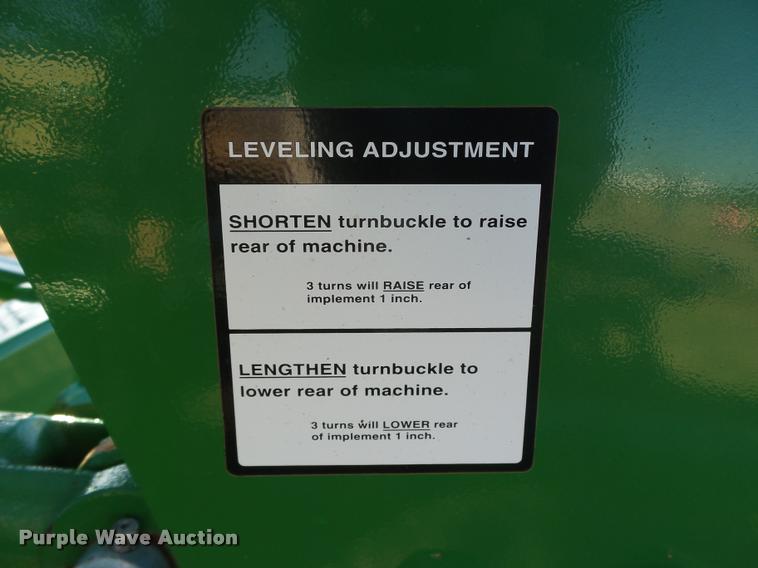 LEVELING ADJUSTMENT
SHORTEN turnbuckle to raise
rear of machine.
3 turns will RAISE rear of
implement 1 inch.
LENGTHEN turnbuckle to
lower rear of machine.
3 turns will LOWER rear
of implement 1 inch.
Purple Wave Auction